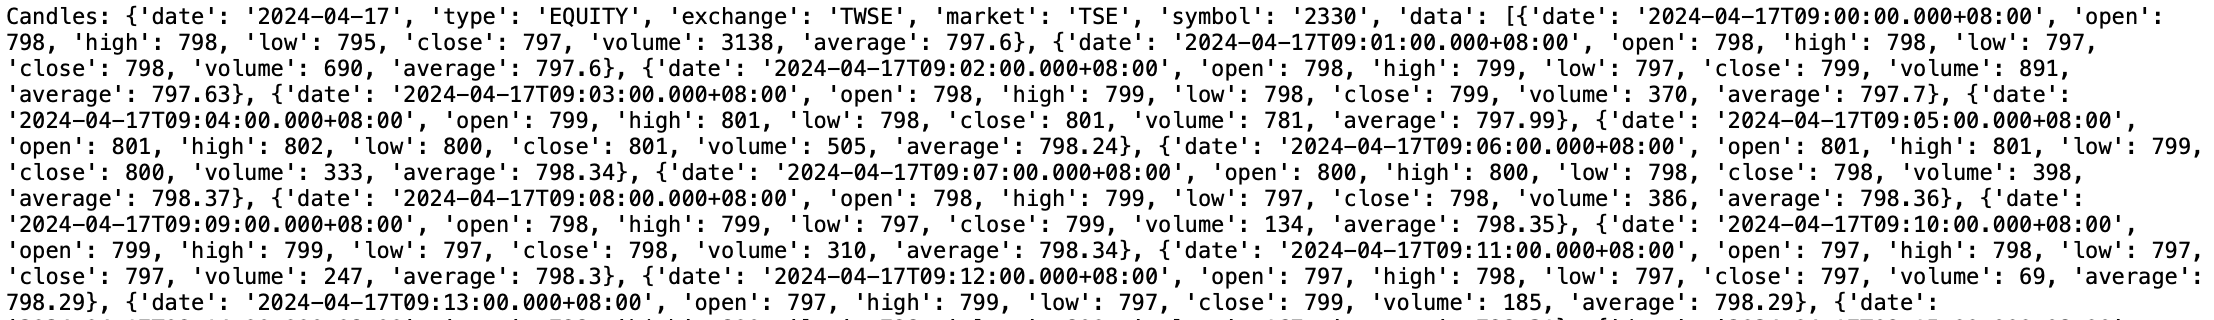 Candles: {'date': '2024-04-17', 'type': 'EQUITY', 'exchange': 'TWSE', 'market': 'TSE', 'symbol': '2330', 'data': [{'date': '2024-04-17T09:00:00.000+08:00', 'open':
798, 'high': 798, 'low': 795, 'close': 797, 'volume': 3138, 'average': 797.6}, {'date': '2024-04-17T09:01:00.000+08:00', 'open': 798, 'high': 798, 'low': 797,
'close': 798, 'volume': 690, 'average': 797.6}, {'date': '2024-04-17T09:02:00.000+08:00', 'open': 798, 'high': 799, 'low': 797, 'close': 799, 'volume': 891,
'average': 797.63}, {'date': '2024-04-17T09:03:00.000+08:00', 'open': 798, 'high': 799, 'low': 798, 'close': 799, 'volume': 370, 'average': 797.7}, {'date':
'2024-04-17T09:04:00.000+08:00', 'open': 799, 'high': 801, 'low': 798, 'close': 801, 'volume': 781, 'average': 797.99}, {'date': '2024-04-17T09:05:00.000+08:00',
'open': 801, 'high': 802, 'low': 800, 'close': 801, 'volume': 505, 'average': 798.24}, {'date': '2024-04-17T09:06:00.000+08:00', 'open': 801, 'high': 801, 'low': 799,
'close': 800, 'volume': 333, 'average': 798.34}, {'date': '2024-04-17T09:07:00.000+08:00', 'open': 800, 'high': 800, 'low': 798, 'close': 798, 'volume': 398,
'average': 798.37}, {'date': '2024-04-17T09:08:00.000+08:00', 'open': 798, 'high': 799, 'low': 797, 'close': 798, 'volume': 386, 'average': 798.36}, {'date':
'2024-04-17T09:09:00.000+08:00', 'open': 798, 'high': 799, 'low': 797, 'close': 799, 'volume': 134, 'average': 798.35}, {'date': '2024-04-17T09:10:00.000+08:00',
'open': 799, 'high': 799, 'low': 797, 'close': 798, 'volume': 310, 'average': 798.34}, {'date': '2024-04-17T09:11:00.000+08:00', 'open': 797, 'high': 798, 'low': 797,
'close': 797, 'volume': 247, 'average': 798.3}, {'date': '2024-04-17T09:12:00.000+08:00', 'open': 797, 'high': 798, 'low': 797, 'close': 797, 'volume': 69, 'average':
798.29}, {'date': '2024-04-17T09:13:00.000+08:00', 'open': 797, 'high': 799, 'low': 797, 'close': 799, 'volume': 185, 'average': 798.29}, {'date':